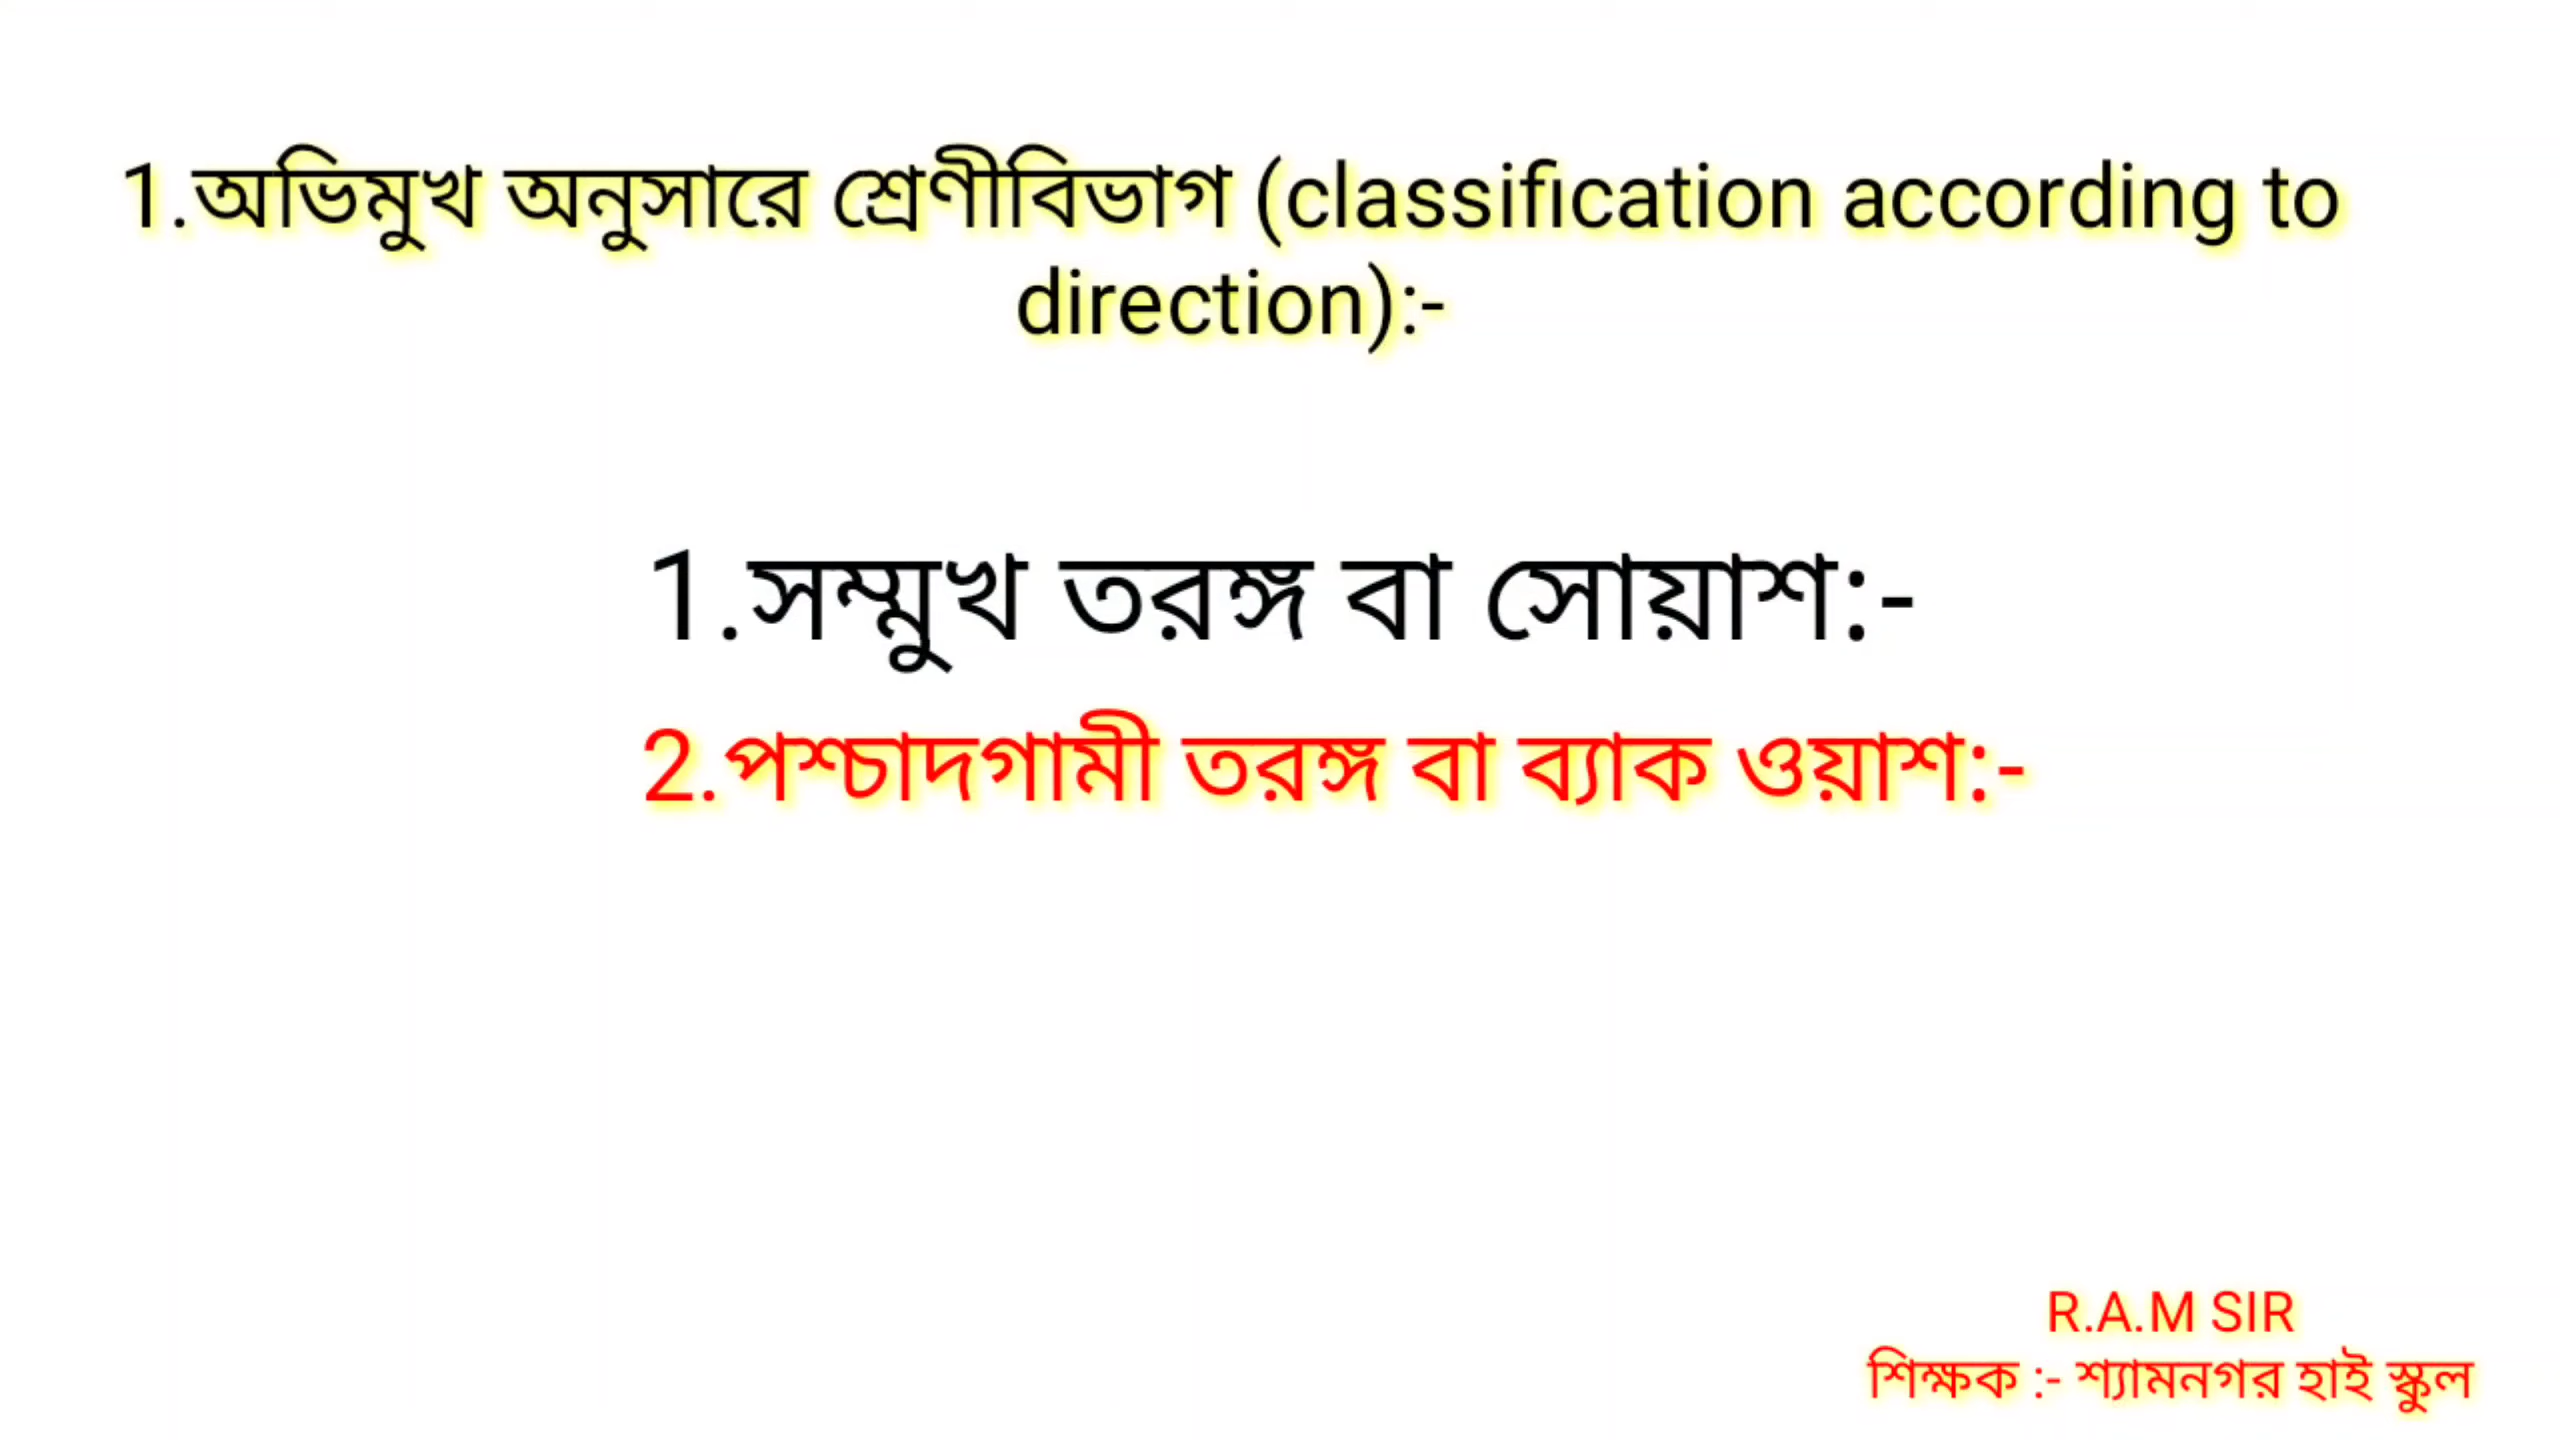 1.অভিমুখ অনুসারে শ্রেণীবিভাগ (classification according to
direction):-
1.সম্মুখ তরঙ্গ বা সোয়াশ:-
2.পশ্চাদগামী তরঙ্গ বা ব্যাক ওয়াশ:-
R.A.M SIR
শিক্ষক :- শ্যামনগর হাই স্কুল